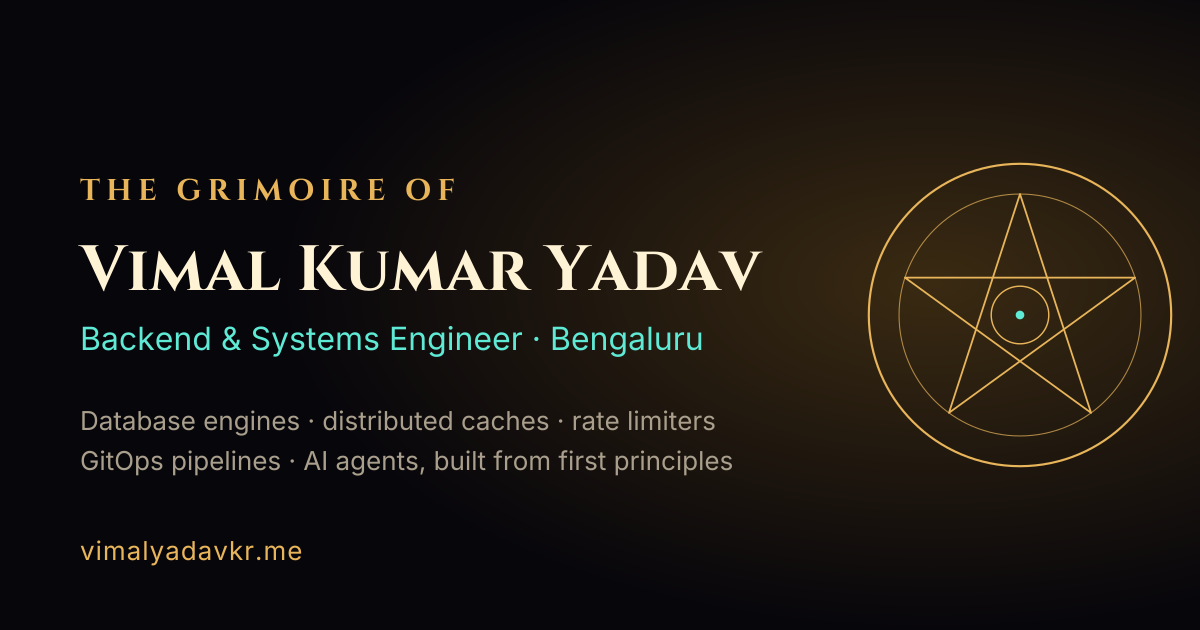 THE GRIMOIRE OF
VIMAL KUMAR YADAV
Backend & Systems Engineer · Bengaluru
Database engines · distributed caches · rate limiters
GitOps pipelines · AI agents, built from first principles
vimalyadavkr.me